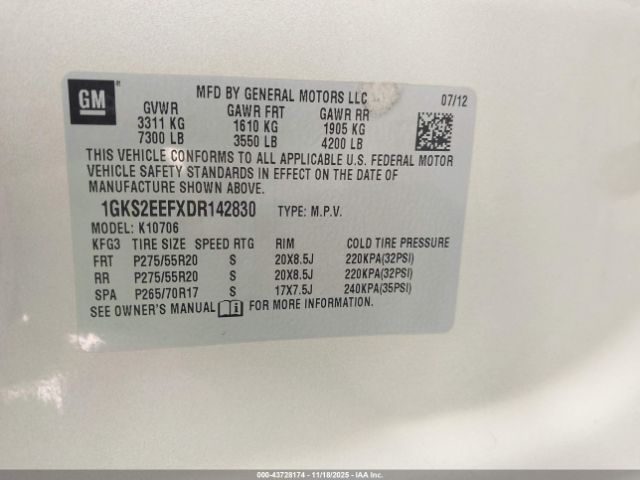 GM
MFD BY GENERAL MOTORS LLC 07/12
GVWR GAWR FRT GAWR RR
3311 KG 1610 KG 1905 KG
7300 LB 3550 LB 4200 LB
THIS VEHICLE CONFORMS TO ALL APPLICABLE U.S. FEDERAL MOTOR
VEHICLE SAFETY STANDARDS IN EFFECT ON THE DATE OF
MANUFACTURE SHOWN ABOVE.
1GKS2EEFXDR142830 TYPE: M.P.V.
MODEL: K10706
KFG3 TIRE SIZE SPEED RTG RIM COLD TIRE PRESSURE
FRT P275/55R20 S 20X8.5J 220KPA(32PSI)
RR P275/55R20 S 20X8.5J 220KPA(32PSI)
SPA P265/70R17 S 17X7.5J 240KPA(35PSI)
SEE OWNER'S MANUAL i FOR MORE INFORMATION.
000-43728174 - 11/18/2025 - IAA Inc.